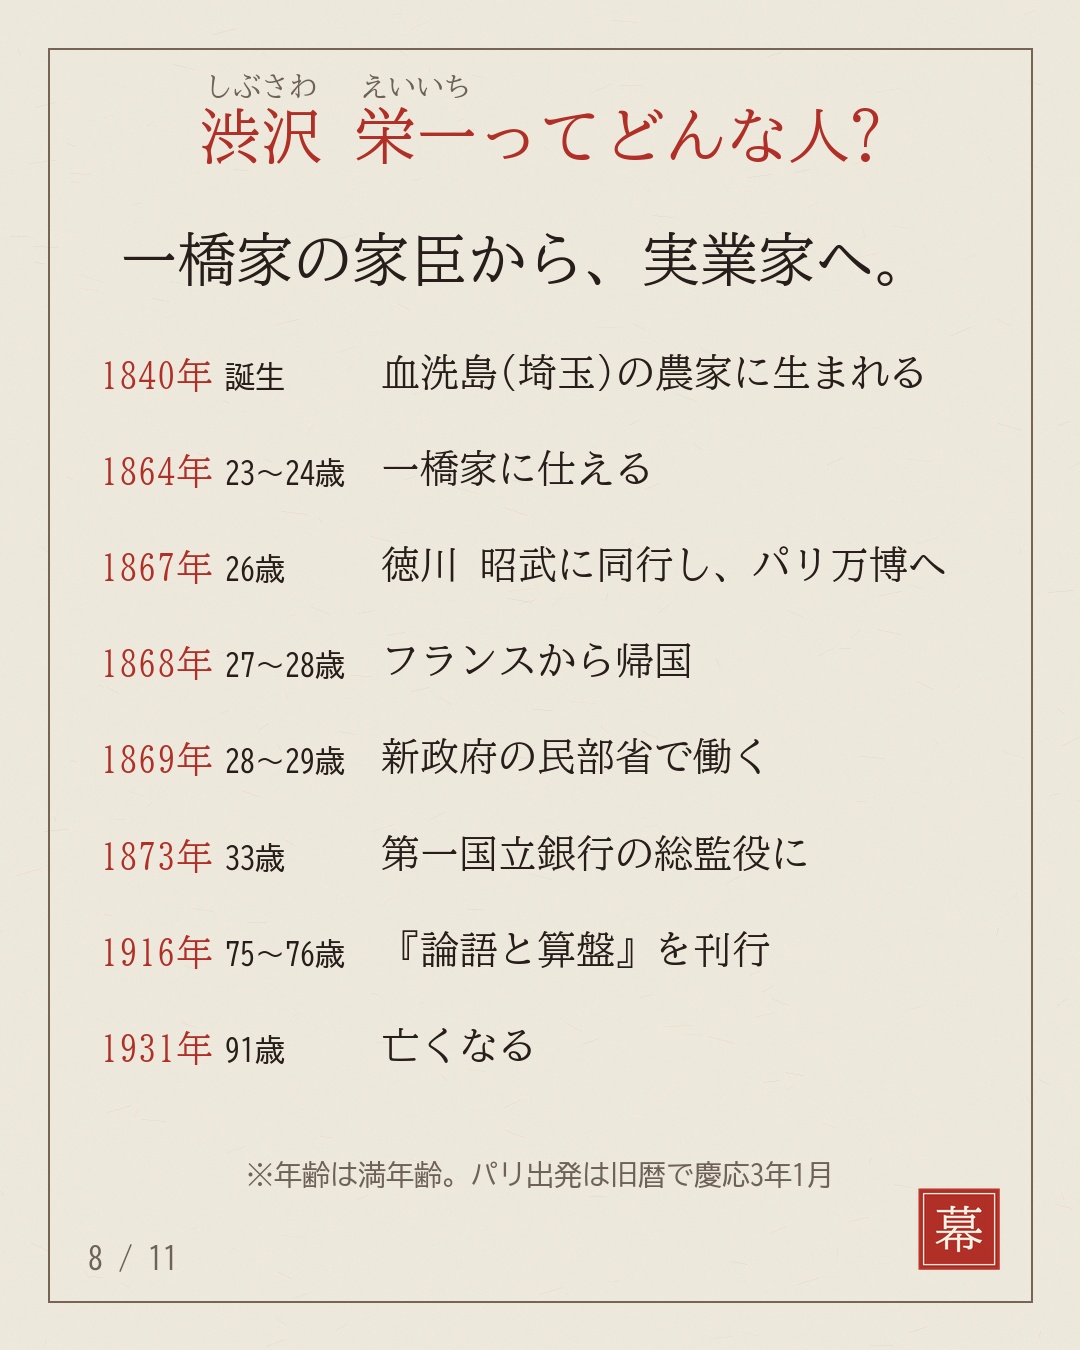 しぶさわ えいいち
渋沢 栄一ってどんな人?
一橋家の家臣から、実業家へ。
1840年 誕生 血洗島(埼玉)の農家に生まれる
1864年 23〜24歳 一橋家に仕える
1867年 26歳 徳川 昭武に同行し、パリ万博へ
1868年 27〜28歳 フランスから帰国
1869年 28〜29歳 新政府の民部省で働く
1873年 33歳 第一国立銀行の総監役に
1916年 75〜76歳 『論語と算盤』を刊行
1931年 91歳 亡くなる
※年齢は満年齢。パリ出発は旧暦で慶応3年1月
幕
8 / 11